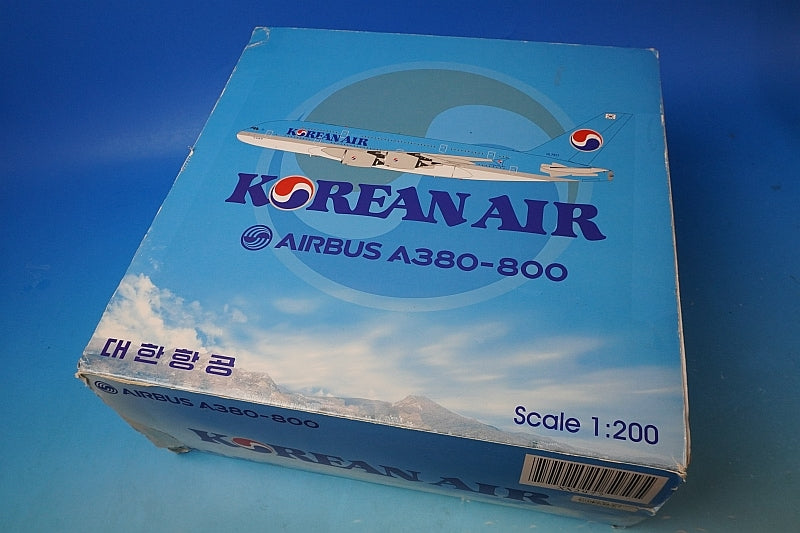 KOREAN AIR
KOREAN AIR
AIRBUS A380-800
대한항공
Scale 1:200
AIRBUS A380-800
KOREAN AIR